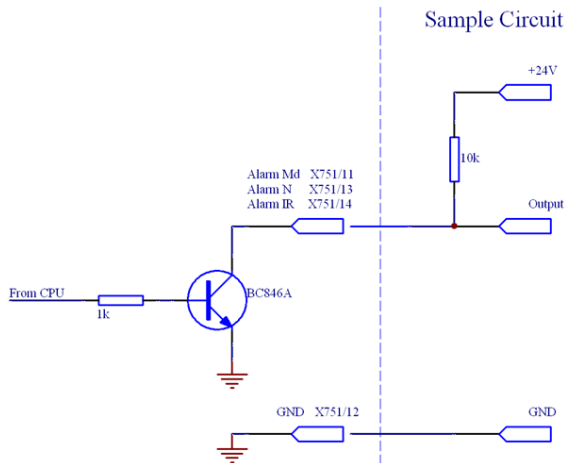 Sample Circuit
+24V
10k
Alarm Md X751/11
Alarm N X751/13
Alarm IR X751/14
Output
From CPU
BC846A
1k
GND X751/12
GND